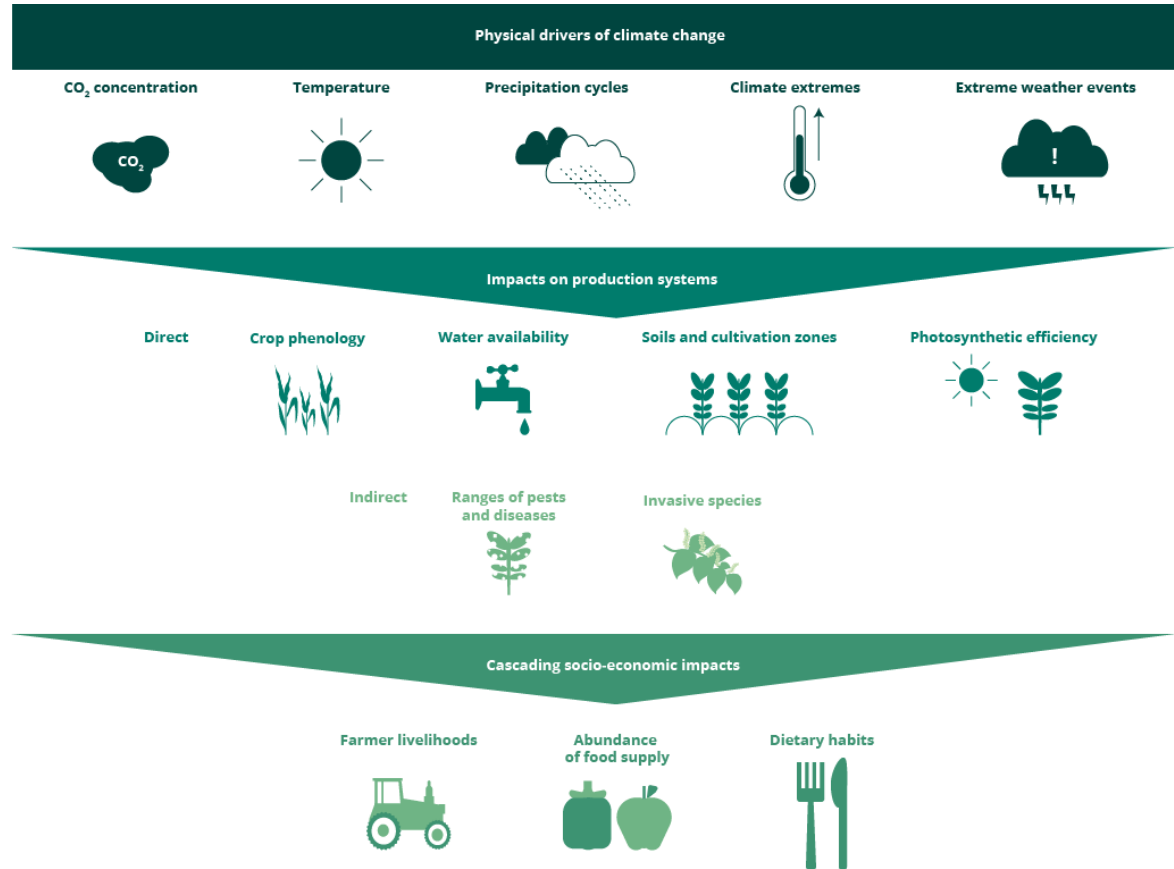 Physical drivers of climate change
CO₂ concentration
Temperature
Precipitation cycles
Climate extremes
Extreme weather events
CO₂
!
Impacts on production systems
Direct
Crop phenology
Water availability
Soils and cultivation zones
Photosynthetic efficiency
Indirect
Ranges of pests
and diseases
Invasive species
Cascading socio-economic impacts
Farmer livelihoods
Abundance
of food supply
Dietary habits